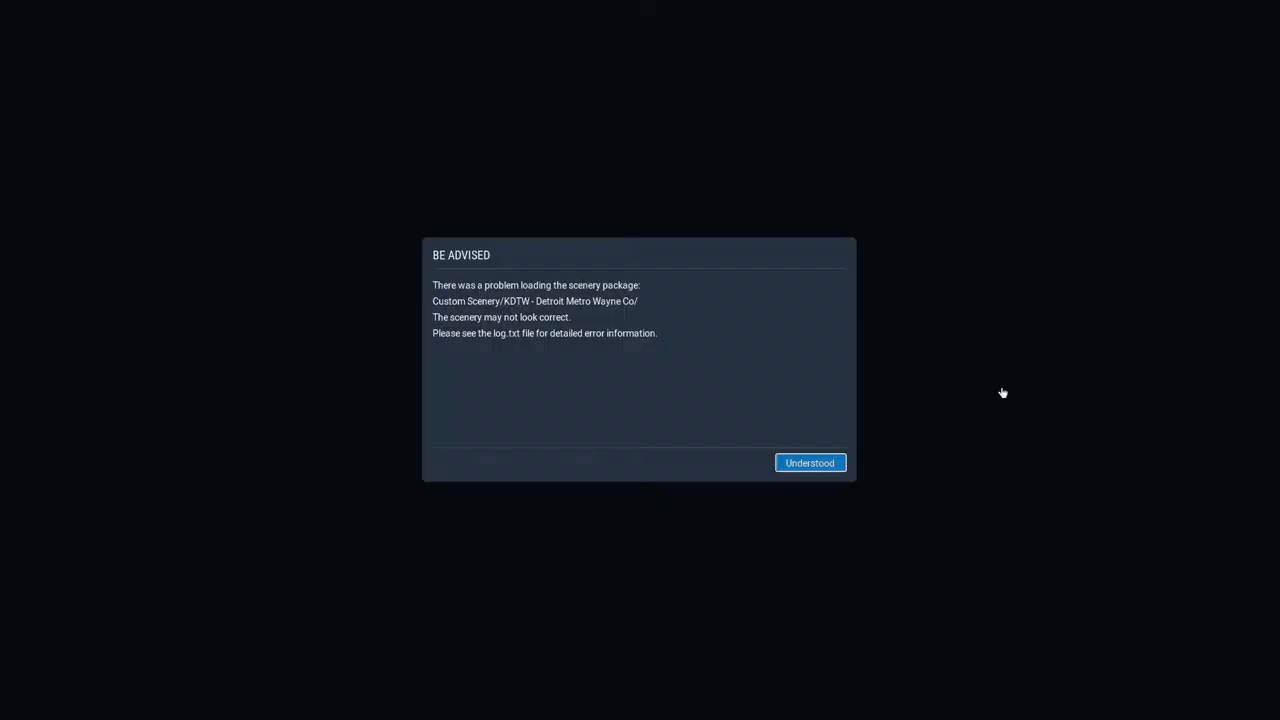 BE ADVISED
There was a problem loading the scenery package:
Custom Scenery/KDTW - Detroit Metro Wayne Co/
The scenery may not look correct.
Please see the log.txt file for detailed error information.
Understood